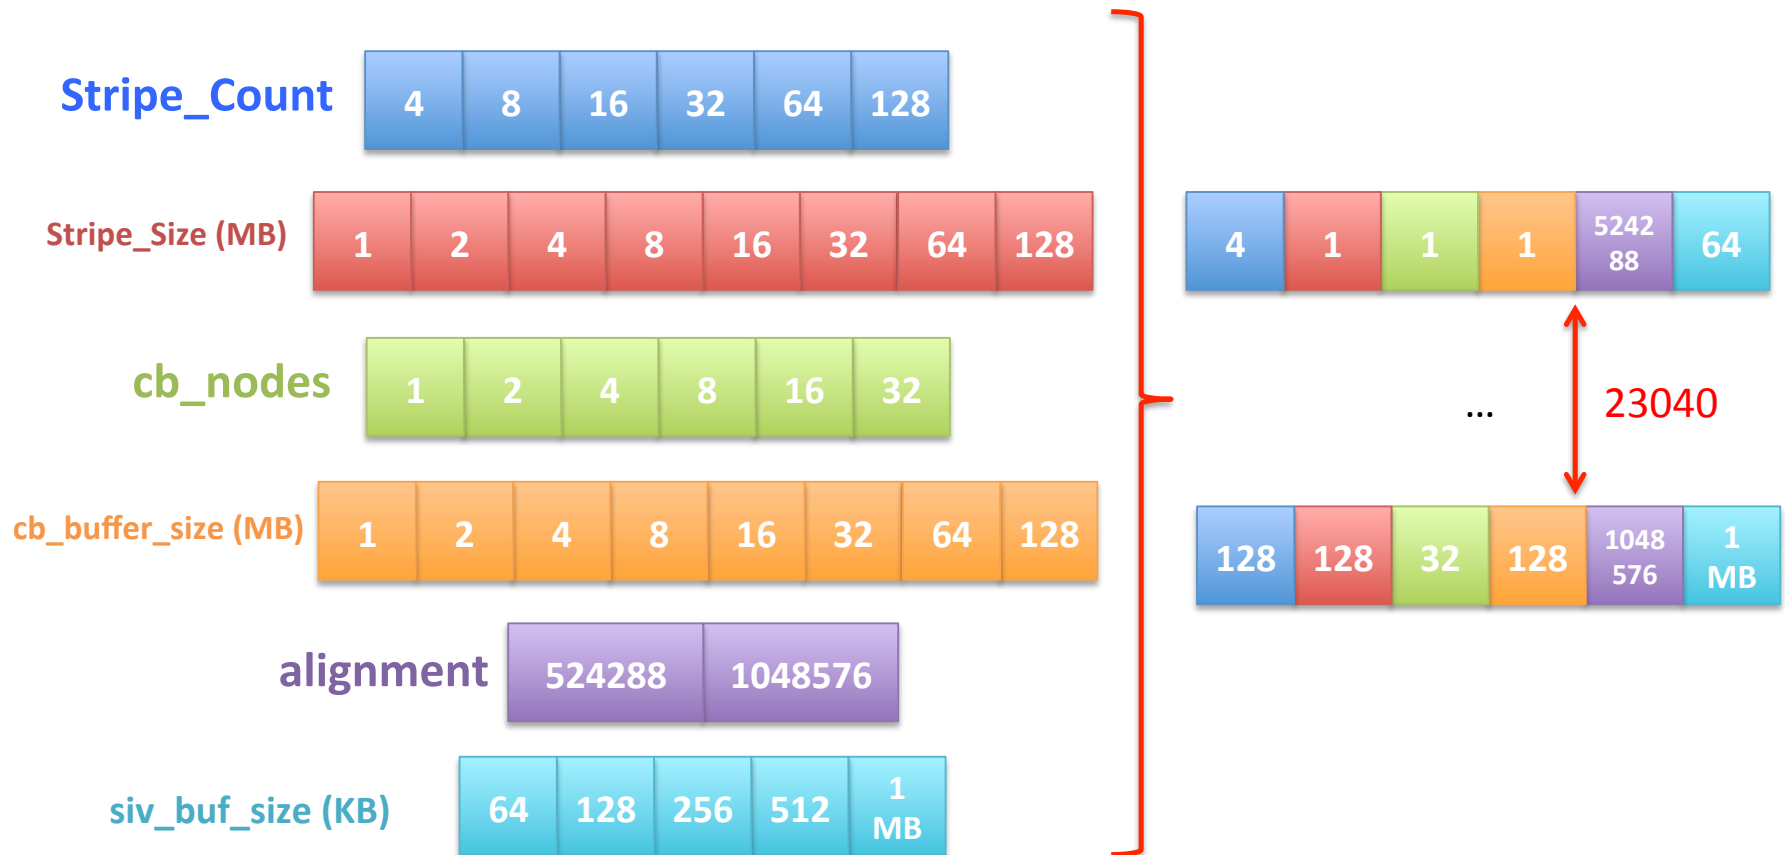 Stripe_Count 4 8 16 32 64 128
Stripe_Size (MB) 1 2 4 8 16 32 64 128
cb_nodes 1 2 4 8 16 32
cb_buffer_size (MB) 1 2 4 8 16 32 64 128
alignment 524288 1048576
siv_buf_size (KB) 64 128 256 512 1
MB
4 1 1 1 5242
88 64
... 23040
128 128 32 128 1048
576 1
MB